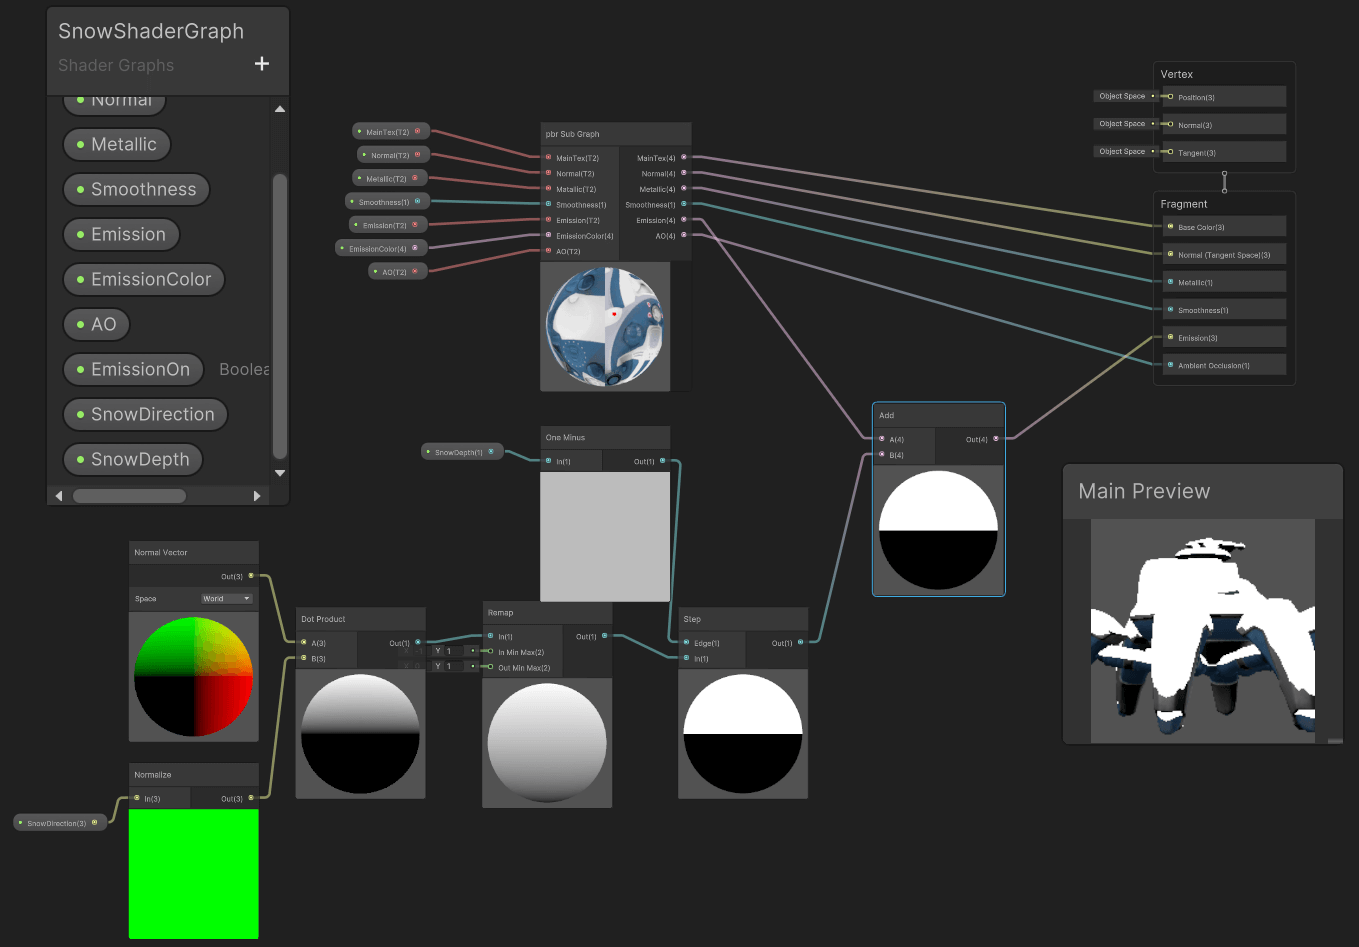 SnowShaderGraph
Shader Graphs
+
Normal
Metallic
Smoothness
Emission
EmissionColor
AO
EmissionOn Boolea
SnowDirection
SnowDepth
MainTex(T2)
Normal(T2)
Metallic(T2)
Smoothness(1)
Emission(T2)
EmissionColor(4)
AO(T2)
pbr Sub Graph
MainTex(T2) MainTex(4)
Normal(T2) Normal(4)
Matallic(T2) Metallic(4)
Smoothness(1) Smoothness(1)
Emission(T2) Emission(4)
EmissionColor(4) AO(4)
AO(T2)
Vertex
Object Space Position(3)
Object Space Normal(3)
Object Space Tangent(3)
Fragment
Base Color(3)
Normal (Tangent Space)(3)
Metallic(1)
Smoothness(1)
Emission(3)
Ambient Occlusion(1)
SnowDepth(1)
One Minus
In(1) Out(1)
Add
A(4) Out(4)
B(4)
Main Preview
Normal Vector
Out(3)
Space World
Normalize
In(3) Out(3)
SnowDirection(3)
Dot Product
A(3) Out(1)
B(3)
Remap
In(1) Out(1)
Y 1 In Min Max(2)
Y 1 Out Min Max(2)
Step
Edge(1) Out(1)
In(1)